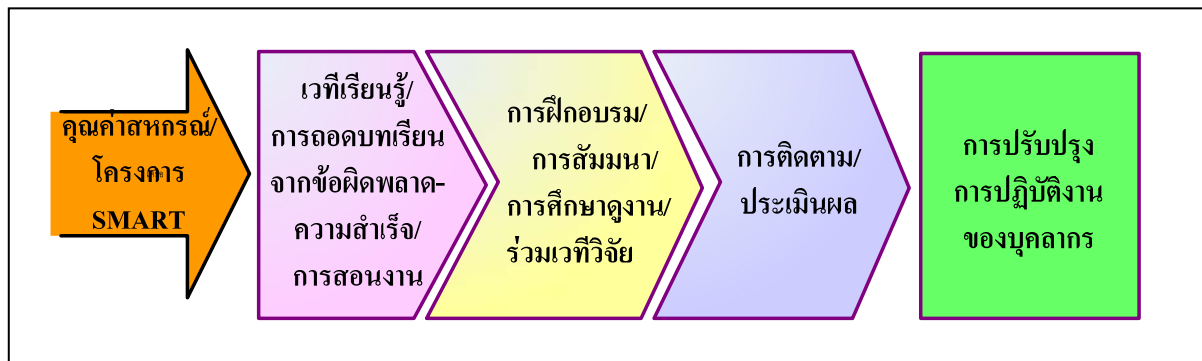 คุณค่าสหกรณ์/
โครงการ
SMART
เวทีเรียนรู้/
การถอดบทเรียน
จากข้อผิดพลาด-
ความสำเร็จ/
การสอนงาน
การฝึกอบรม/
การสัมมนา/
การศึกษาดูงาน/
ร่วมเวทีวิจัย
การติดตาม/
ประเมินผล
การปรับปรุง
การปฏิบัติงาน
ของบุคลากร